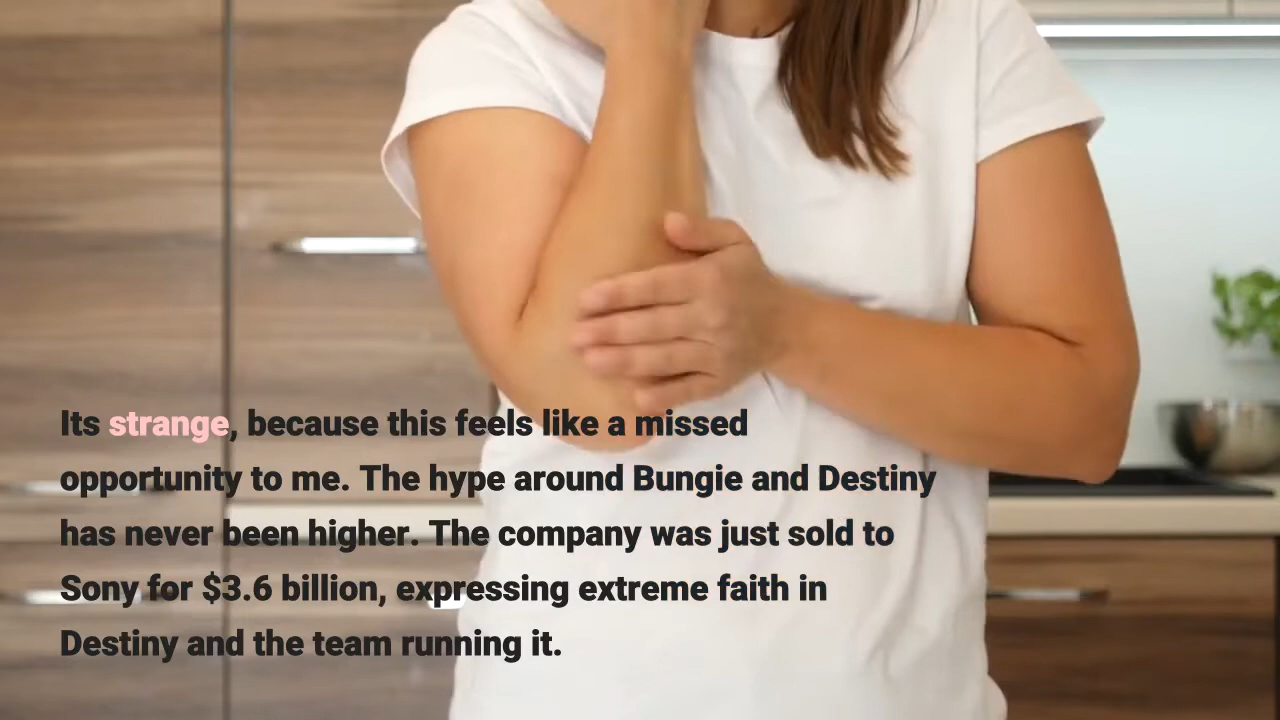 Its strange, because this feels like a missed
opportunity to me. The hype around Bungie and Destiny
has never been higher. The company was just sold to
Sony for $3.6 billion, expressing extreme faith in
Destiny and the team running it.